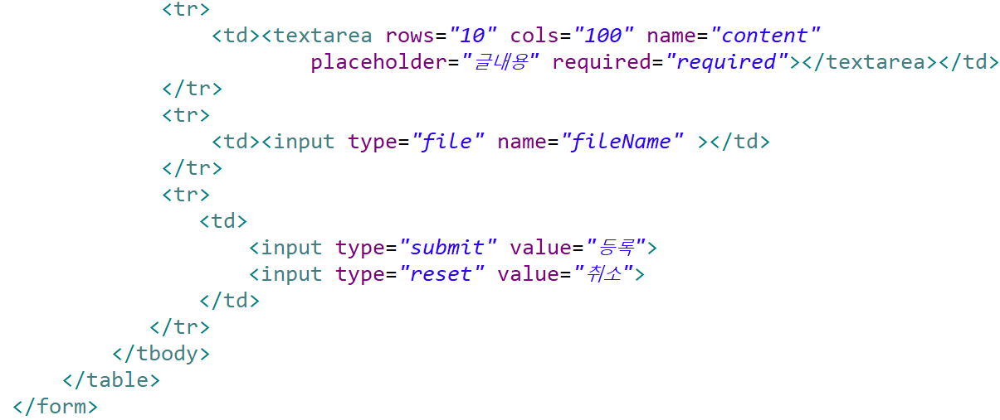 <tr>
<td><textarea rows="10" cols="100" name="content"
placeholder="글내용" required="required"></textarea></td>
</tr>
<tr>
<td><input type="file" name="fileName" ></td>
</tr>
<tr>
<td>
<input type="submit" value="등록">
<input type="reset" value="취소">
</td>
</tr>
</tbody>
</table>
</form>